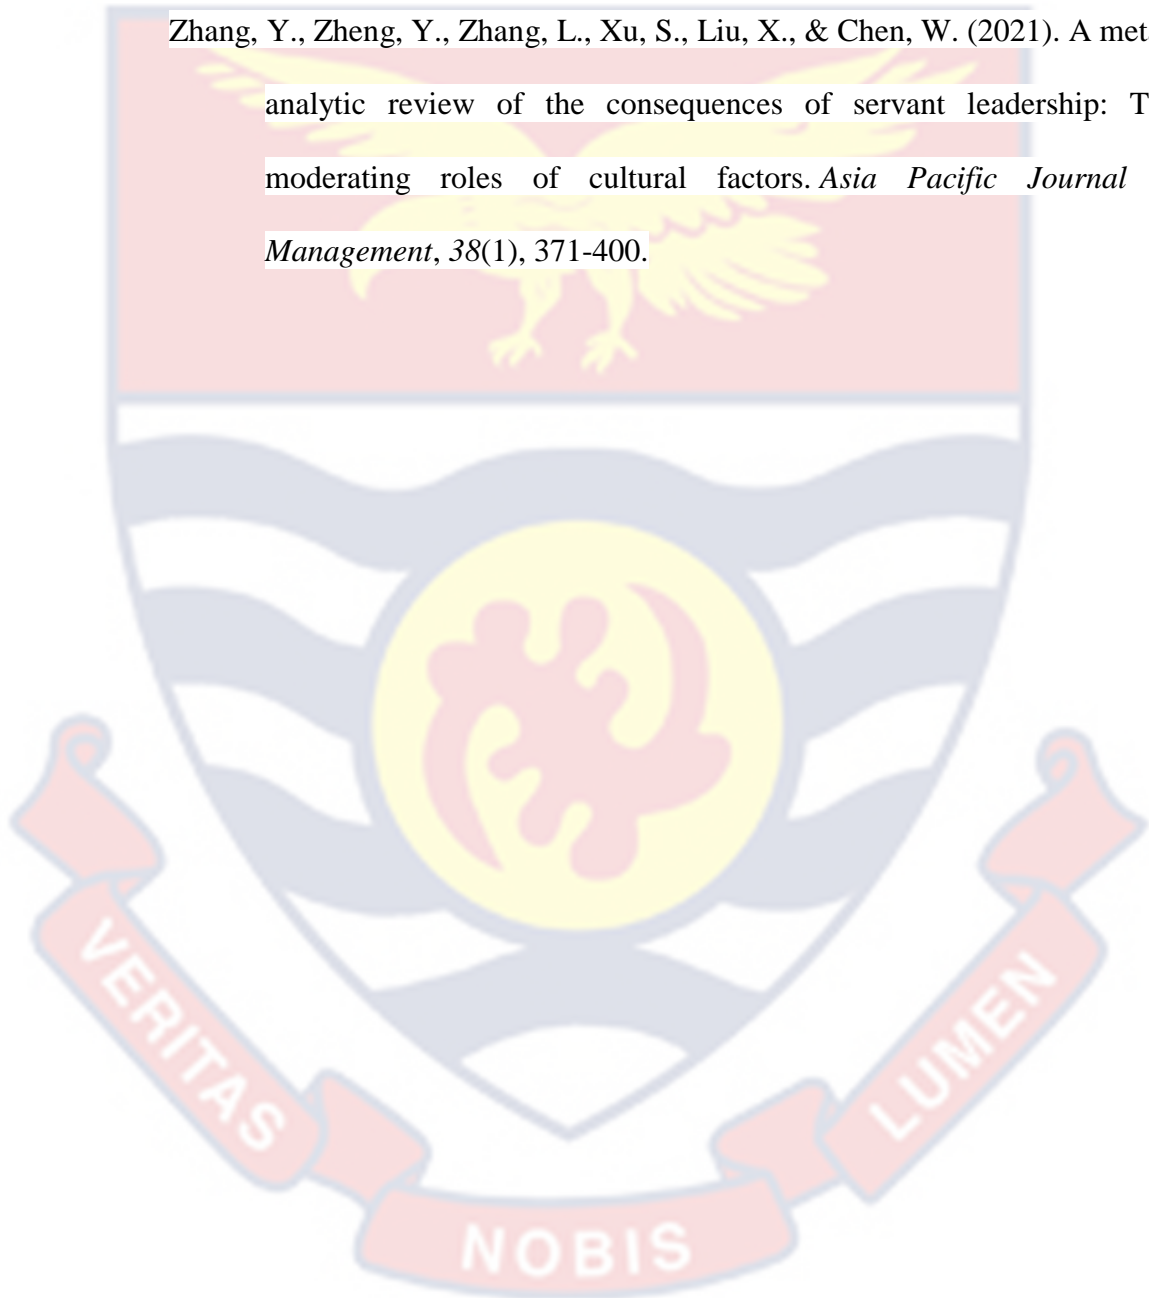 Zhang, Y., Zheng, Y., Zhang, L., Xu, S., Liu, X., & Chen, W. (2021). A met
analytic review of the consequences of servant leadership: T
moderating roles of cultural factors. Asia Pacific Journal
Management, 38(1), 371-400.
VERITAS
NOBIS
LUMEN